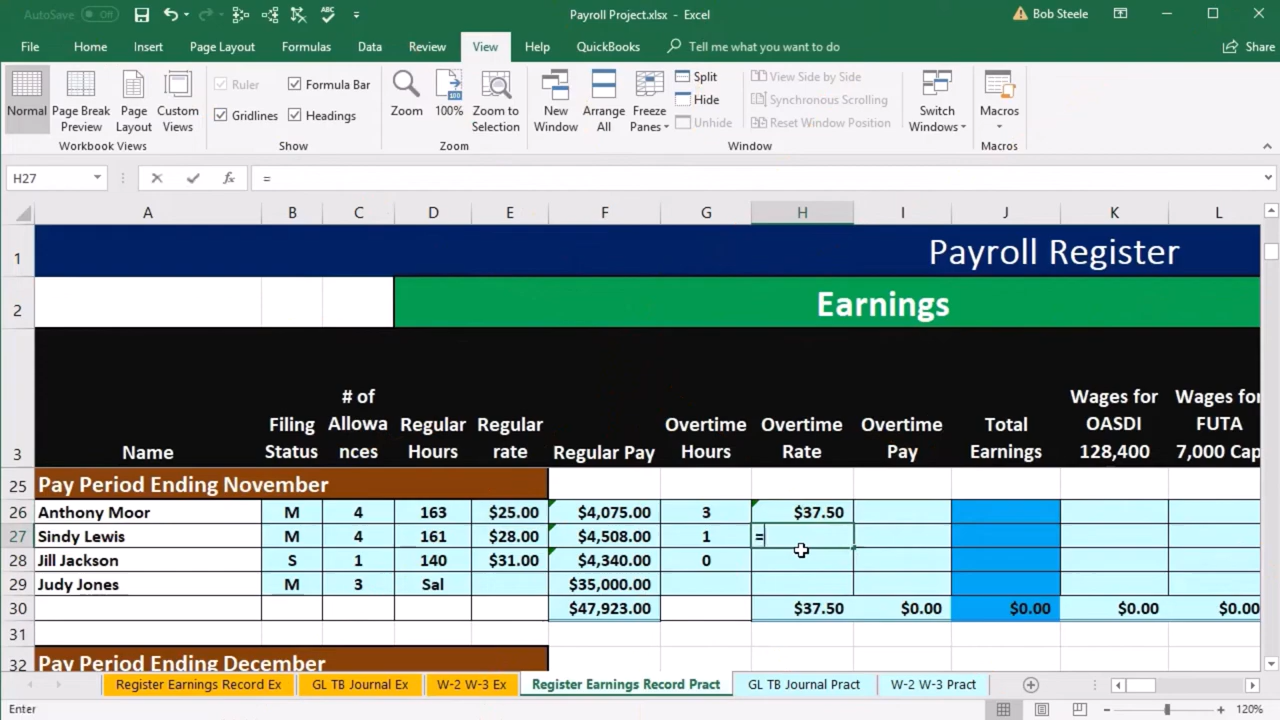 AutoSave Off
Payroll Project.xlsx - Excel
Bob Steele
File Home Insert Page Layout Formulas Data Review View Help QuickBooks Tell me what you want to do Share
Normal
Page Break Preview
Page Layout
Custom Views
Workbook Views
Ruler
Formula Bar
Gridlines
Headings
Show
Zoom
100%
Zoom to Selection
Zoom
New Window
Arrange All
Freeze Panes
Split
Hide
Unhide
View Side by Side
Synchronous Scrolling
Reset Window Position
Window
Switch Windows
Macros
Macros
H27 fx =
A B C D E F G H I J K L
1 Payroll Register
2 Earnings
3 Name Filing Status # of Allowa nces Regular Hours Regular rate Regular Pay Overtime Hours Overtime Rate Overtime Pay Total Earnings Wages for OASDI 128,400 Wages for FUTA 7,000 Cap
25 Pay Period Ending November
26 Anthony Moor M 4 163 $25.00 $4,075.00 3 $37.50
27 Sindy Lewis M 4 161 $28.00 $4,508.00 1 =
28 Jill Jackson S 1 140 $31.00 $4,340.00 0
29 Judy Jones M 3 Sal $35,000.00
30 $47,923.00 $37.50 $0.00 $0.00 $0.00 $0.00
31
32 Pay Period Ending December
Register Earnings Record Ex GL TB Journal Ex W-2 W-3 Ex Register Earnings Record Pract GL TB Journal Pract W-2 W-3 Pract
Enter 120%